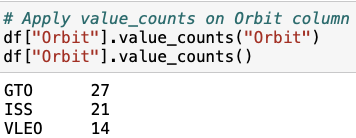 # Apply value_counts on Orbit column
df["Orbit"].value_counts("Orbit")
df["Orbit"].value_counts()
GTO 27
ISS 21
VLEO 14